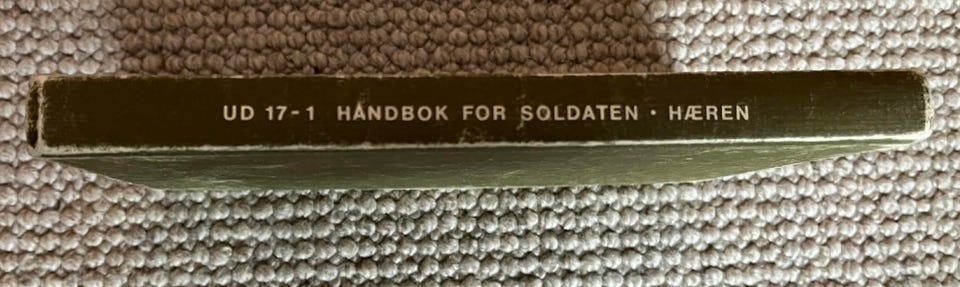 UD 17-1 HÅNDBOK FOR SOLDATEN • HÆREN